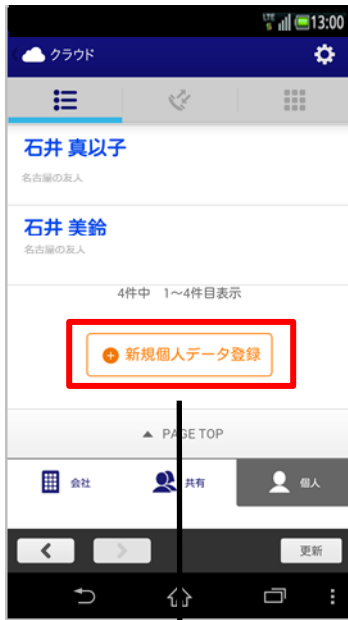 13:00
クラウド
石井 真以子
名古屋の友人
石井 美鈴
名古屋の友人
4件中 1～4件目表示
新規個人データ登録
▲ PAGE TOP
会社 共有 個人
更新